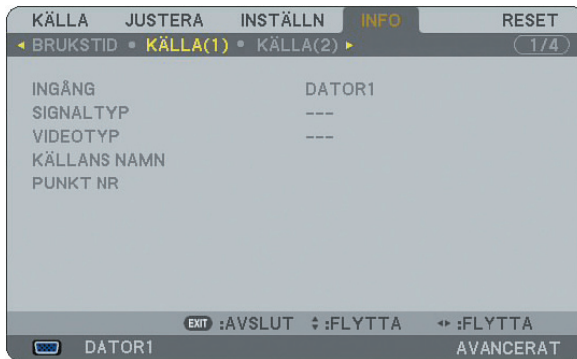 KÄLLA JUSTERA INSTÄLLN INFO RESET
BRUKSTID • KÄLLA(1) • KÄLLA(2) 1/4
INGÅNG DATOR1
SIGNALTYP ---
VIDEOTYP ---
KÄLLANS NAMN
PUNKT NR
EXIT :AVSLUT :FLYTTA :FLYTTA
DATOR1 AVANCERAT